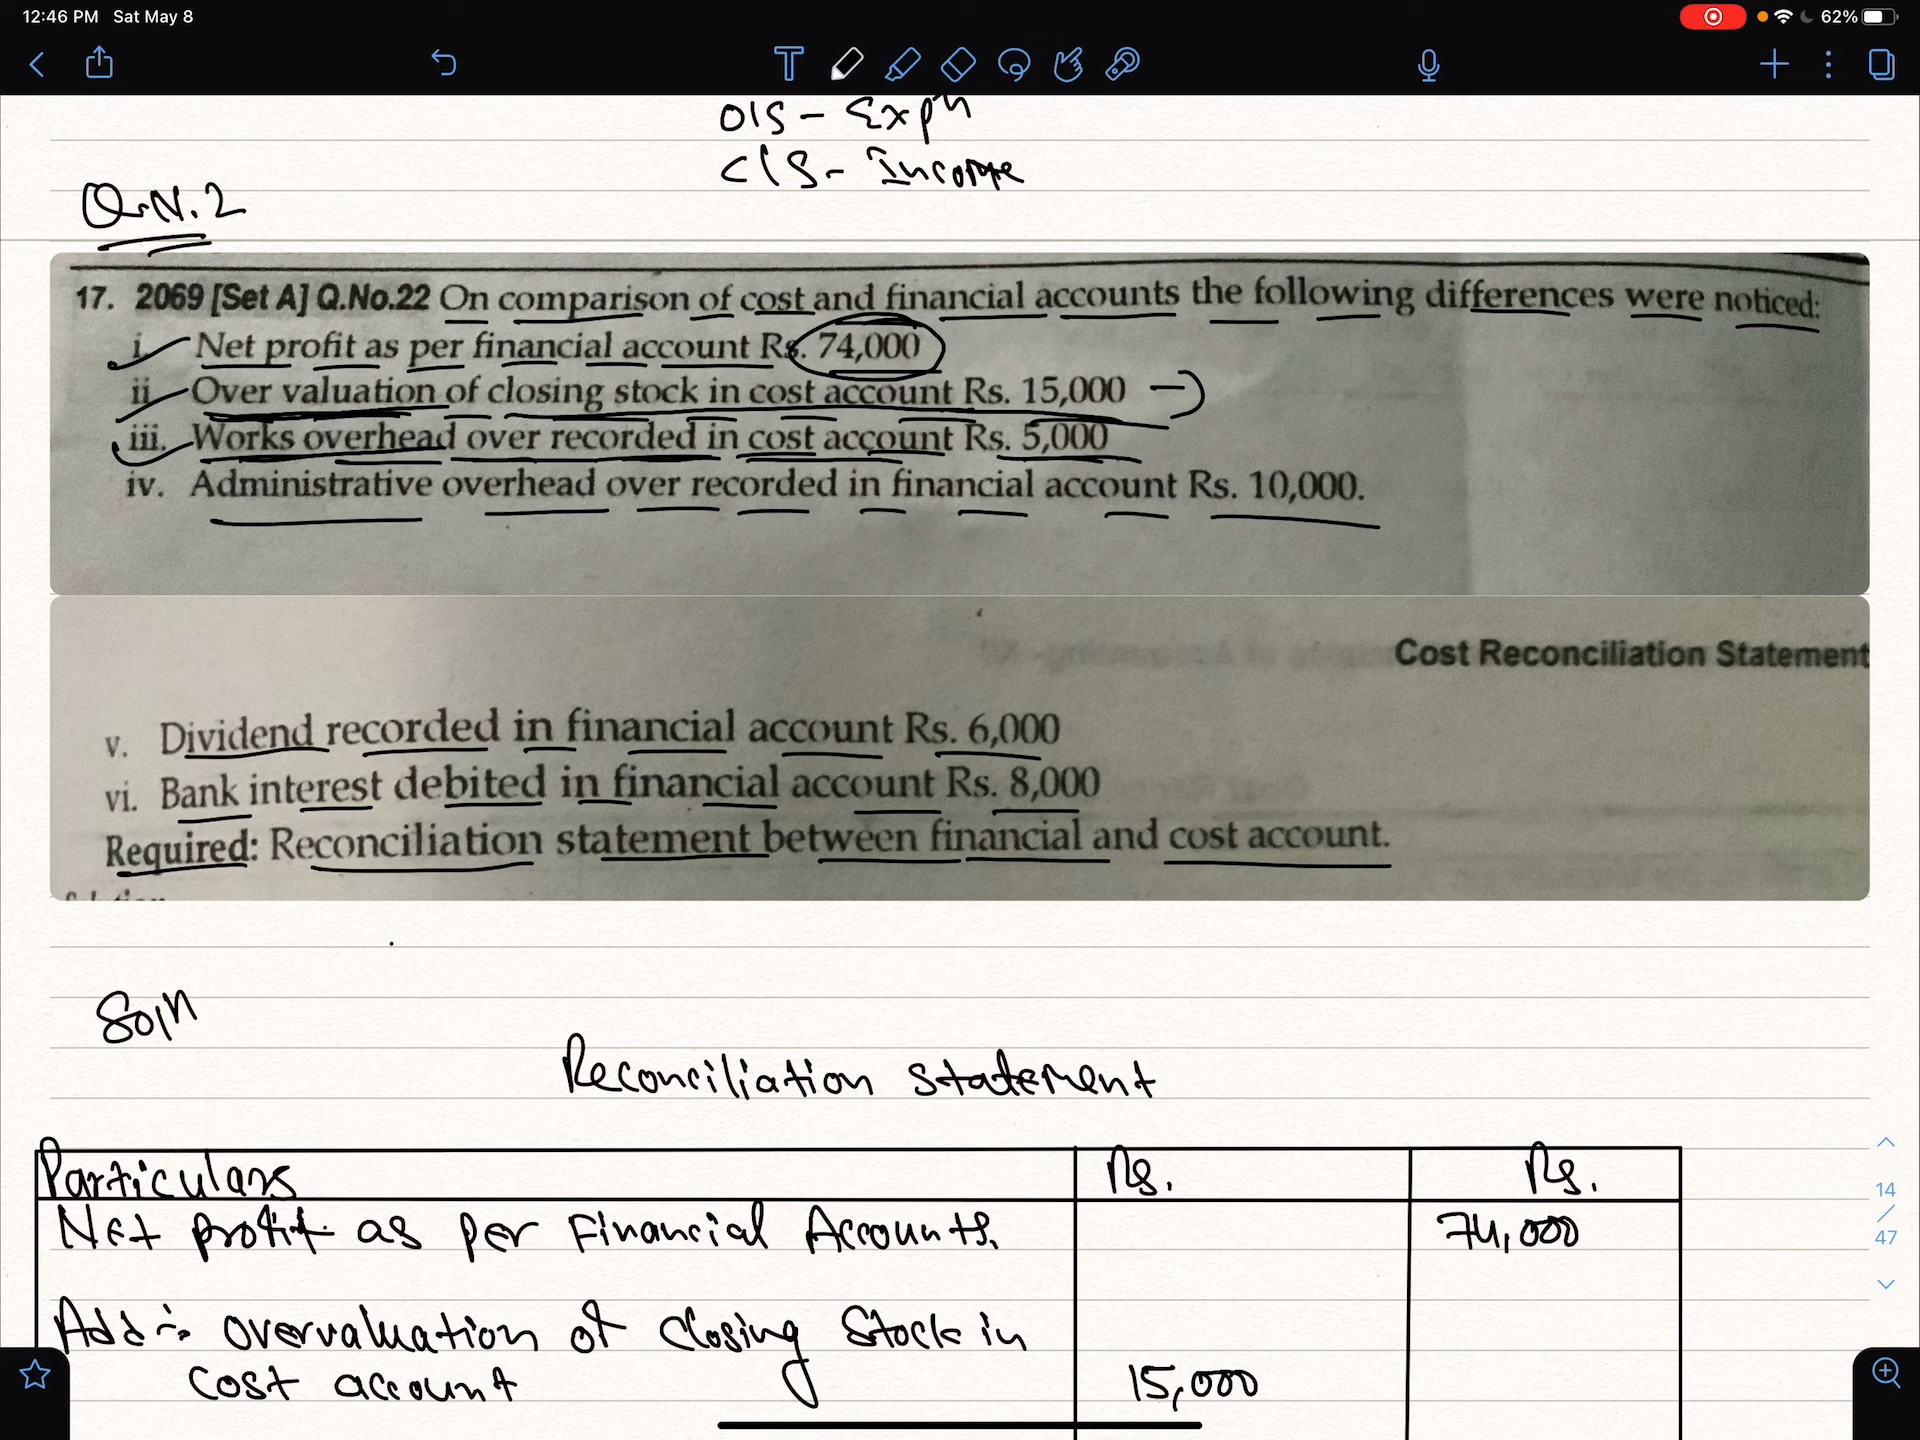 12:46 PM Sat May 8
62%
O/S - Expn
C/S - Income
Q.N.2
17. 2069 [Set A] Q.No.22 On comparison of cost and financial accounts the following differences were noticed:
i. Net profit as per financial account Rs. 74,000
ii. Over valuation of closing stock in cost account Rs. 15,000
iii. Works overhead over recorded in cost account Rs. 5,000
iv. Administrative overhead over recorded in financial account Rs. 10,000.
Cost Reconciliation Statement
v. Dividend recorded in financial account Rs. 6,000
vi. Bank interest debited in financial account Rs. 8,000
Required: Reconciliation statement between financial and cost account.
Soln
Reconciliation statement
Particulars Rs. Rs.
Net profit as per Financial Accounts. 74,000
Add:- overvaluation of closing Stock in
cost account 15,000
14
/
47